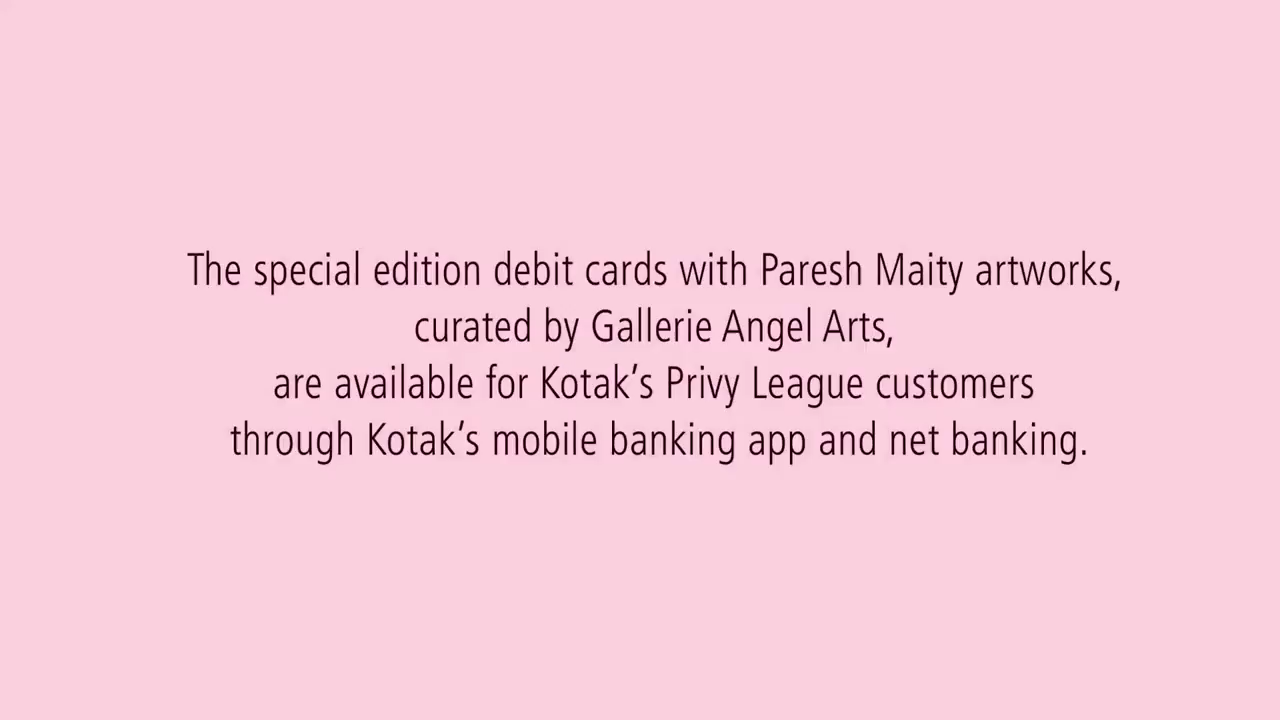 The special edition debit cards with Paresh Maity artworks,
curated by Gallerie Angel Arts,
are available for Kotak’s Privy League customers
through Kotak’s mobile banking app and net banking.